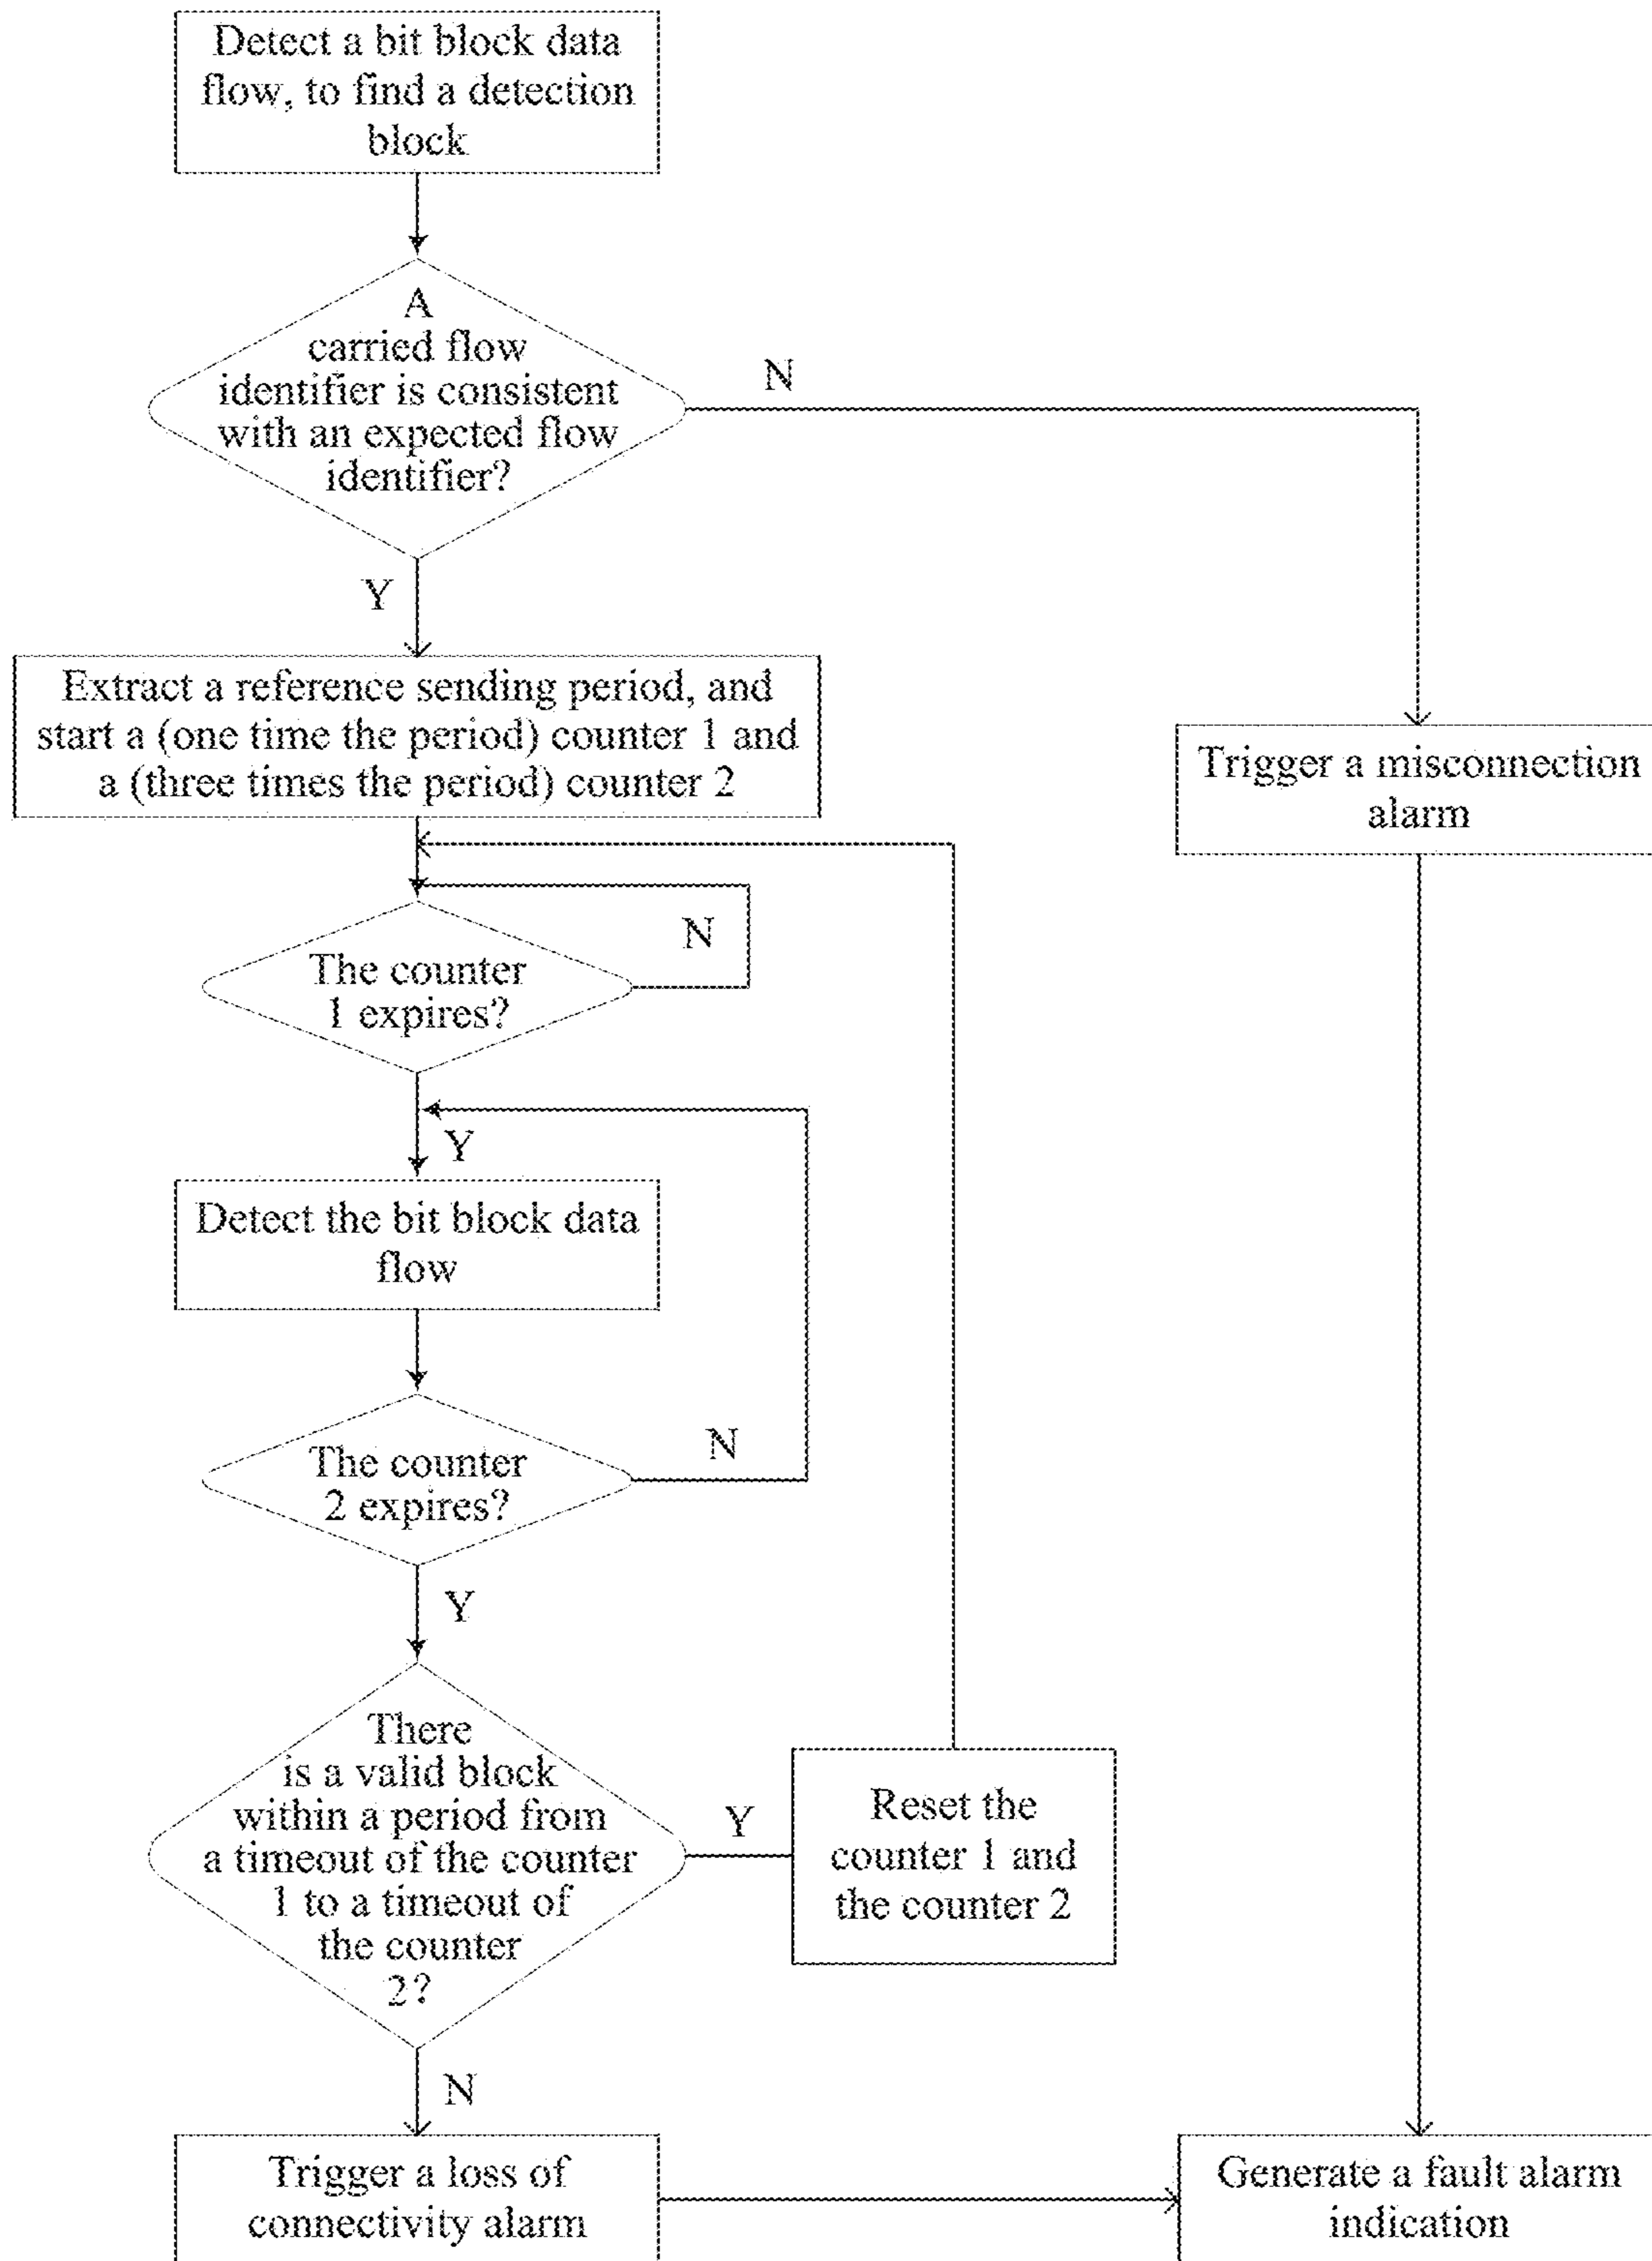 Detect a bit block data
flow, to find a detection
block
A
carried flow
identifier is consistent
with an expected flow
identifier?
N
Y
Extract a reference sending period, and
start a (one time the period) counter 1 and
a (three times the period) counter 2
Trigger a misconnection
alarm
N
The counter
1 expires?
Y
Detect the bit block data
flow
N
The counter
2 expires?
Y
There
is a valid block
within a period from
a timeout of the counter
1 to a timeout of
the counter
2?
Y
Reset the
counter 1 and
the counter 2
N
Trigger a loss of
connectivity alarm
Generate a fault alarm
indication